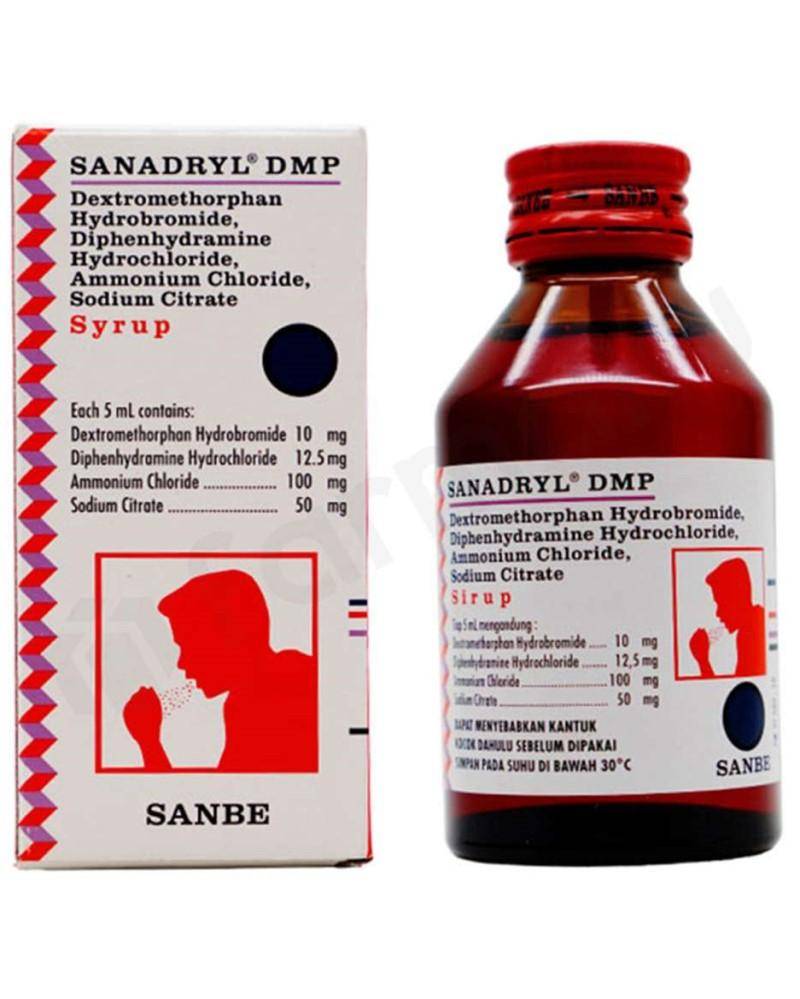 SANADRYL® DMP
Dextromethorphan
Hydrobromide,
Diphenhydramine
Hydrochloride,
Ammonium Chloride,
Sodium Citrate
Syrup
Each 5 mL contains:
Dextromethorphan Hydrobromide 10 mg
Diphenhydramine Hydrochloride 12.5 mg
Ammonium Chloride .................. 100 mg
Sodium Citrate ........................... 50 mg
SANBE
SANBE
SANADRYL® DMP
Dextromethorphan Hydrobromide,
Diphenhydramine Hydrochloride,
Ammonium Chloride,
Sodium Citrate
Sirup
Tiap 5 mL mengandung :
Dextromethorphan Hydrobromide ..... 10 mg
Diphenhydramine Hydrochloride ....... 12,5 mg
Ammonium Chloride ........................ 100 mg
Sodium Citrate ................................. 50 mg
DAPAT MENYEBABKAN KANTUK
KOCOK DAHULU SEBELUM DIPAKAI
SIMPAN PADA SUHU DI BAWAH 30°C
SANBE